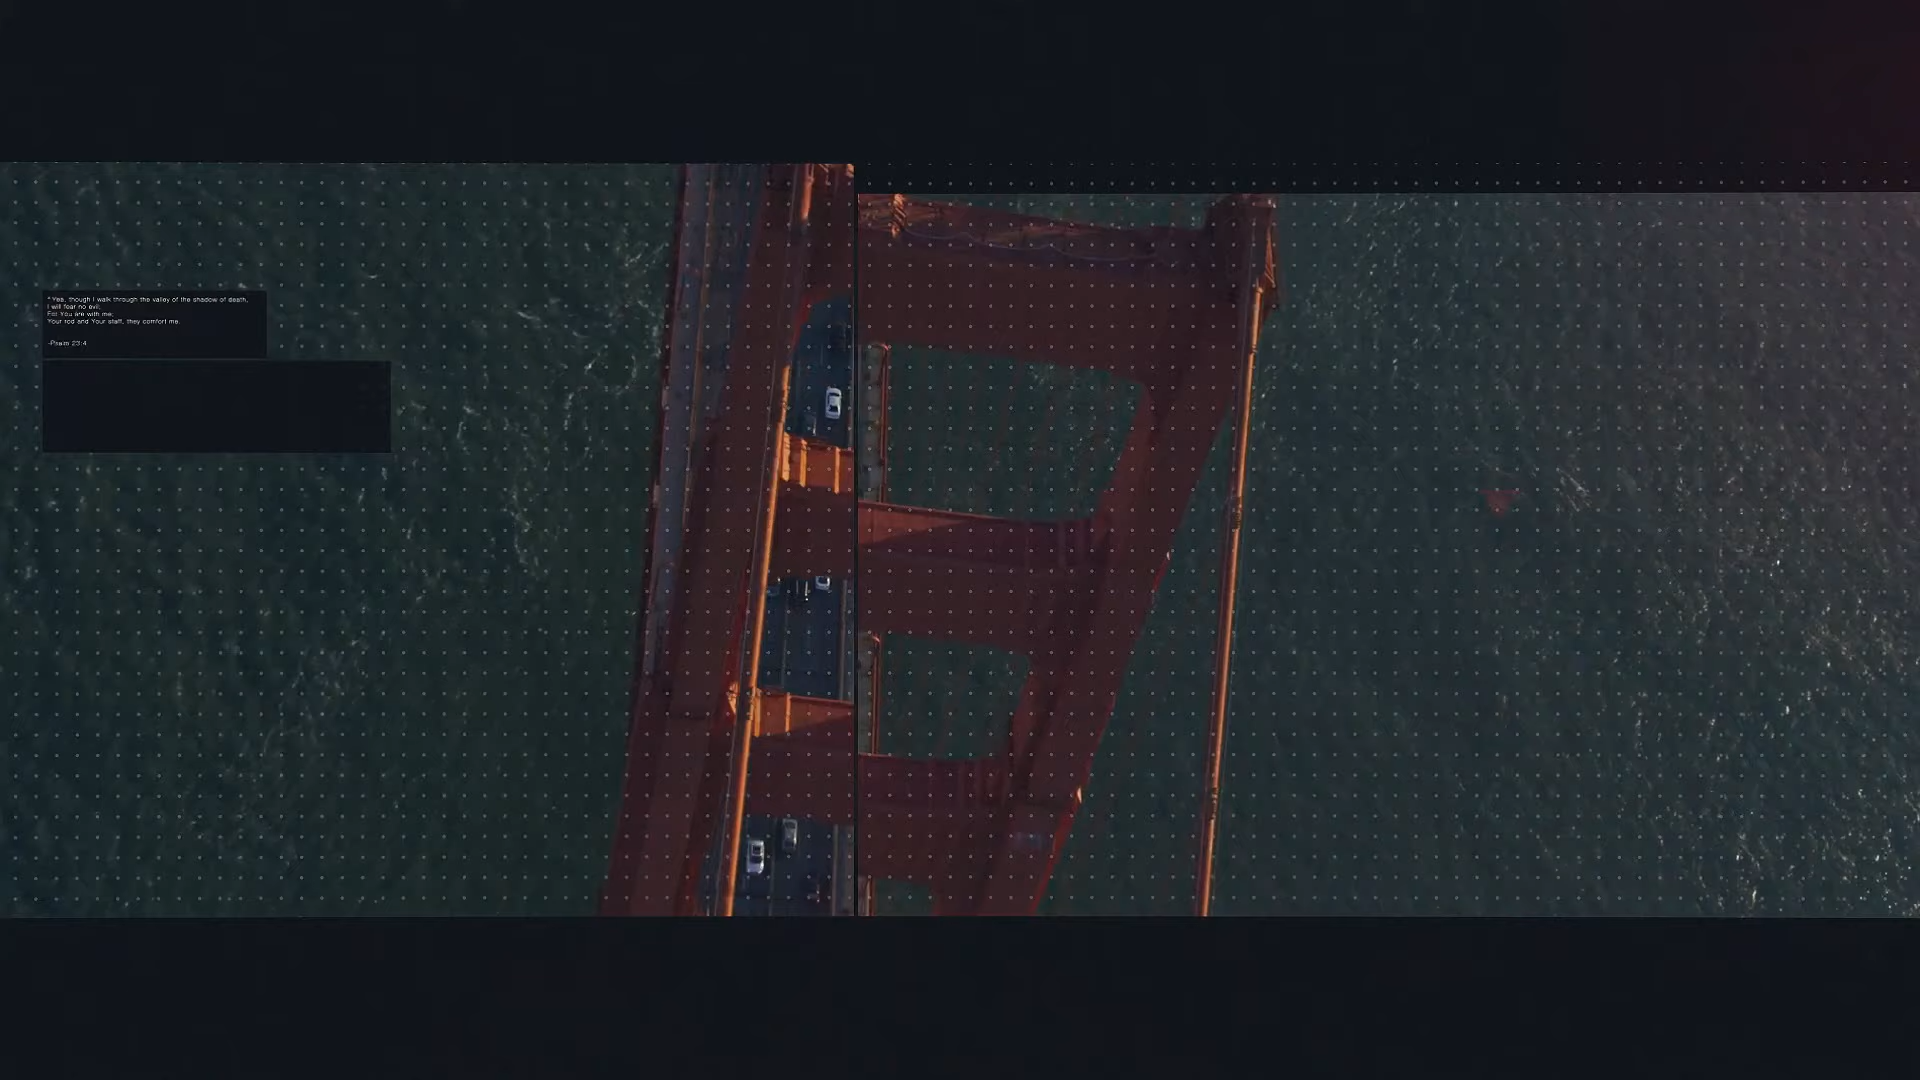 "Yea, though I walk through the valley of the shadow of death,
I will fear no evil;
For You are with me;
Your rod and Your staff, they comfort me.
-Psalm 23:4